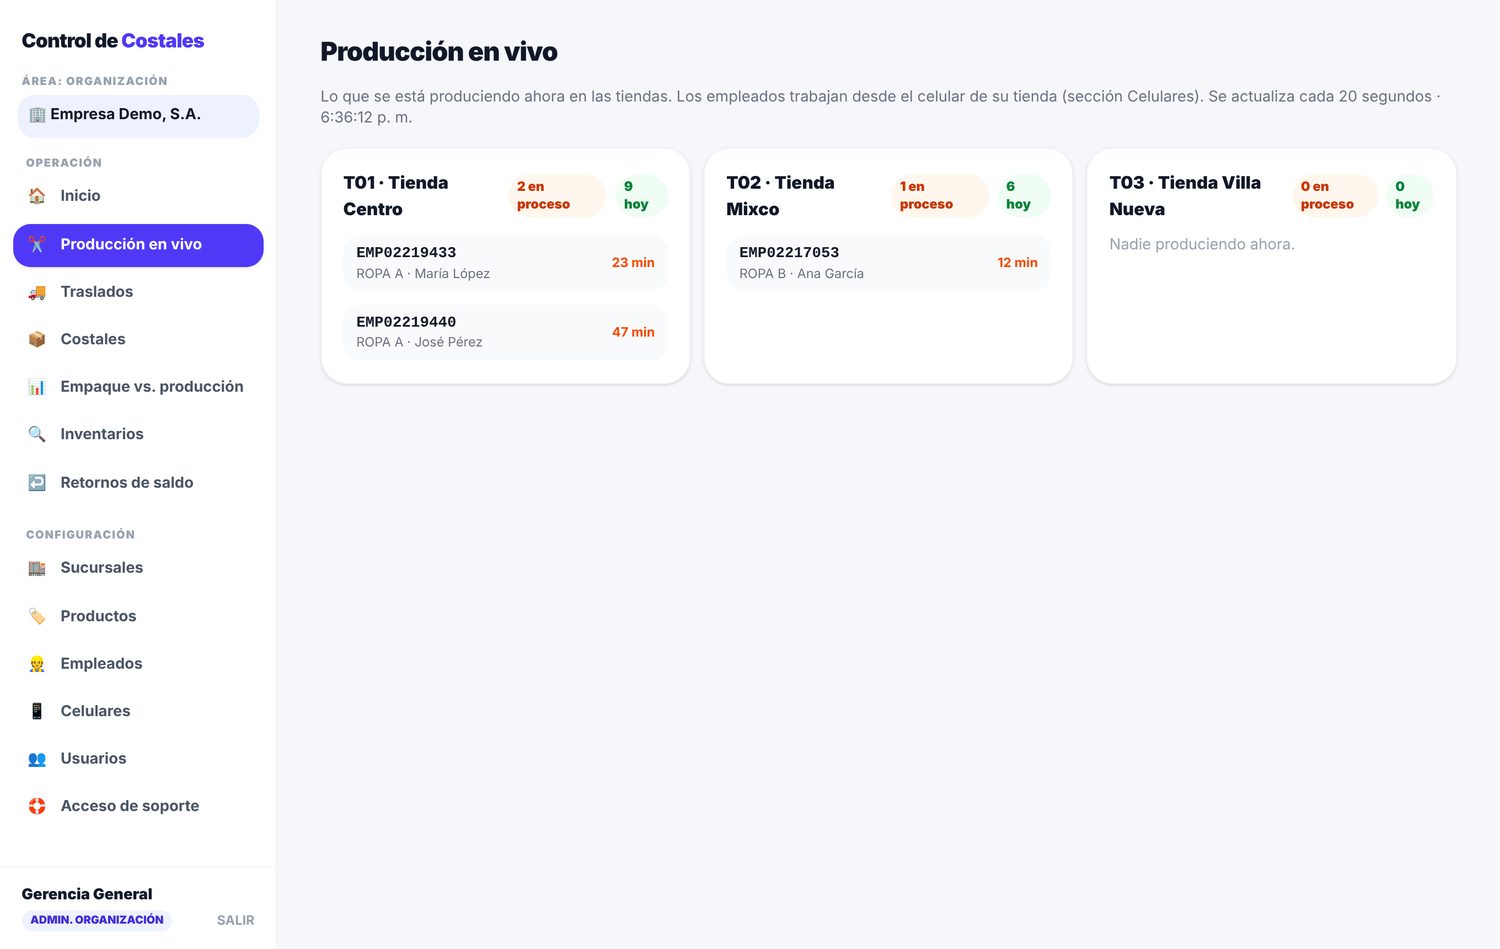 Control de Costales
ÁREA: ORGANIZACIÓN
🏢 Empresa Demo, S.A.
OPERACIÓN
Inicio
Producción en vivo
Traslados
Costales
Empaque vs. producción
Inventarios
Retornos de saldo
CONFIGURACIÓN
Sucursales
Productos
Empleados
Celulares
Usuarios
Acceso de soporte
Gerencia General
ADMIN. ORGANIZACIÓN
SALIR
Producción en vivo
Lo que se está produciendo ahora en las tiendas. Los empleados trabajan desde el celular de su tienda (sección Celulares). Se actualiza cada 20 segundos ·
6:36:12 p. m.
T01 · Tienda
Centro
2 en
proceso
9
hoy
EMP02219433
ROPA A · María López
23 min
EMP02219440
ROPA A · José Pérez
47 min
T02 · Tienda
Mixco
1 en
proceso
6
hoy
EMP02217053
ROPA B · Ana García
12 min
T03 · Tienda Villa
Nueva
0 en
proceso
0
hoy
Nadie produciendo ahora.